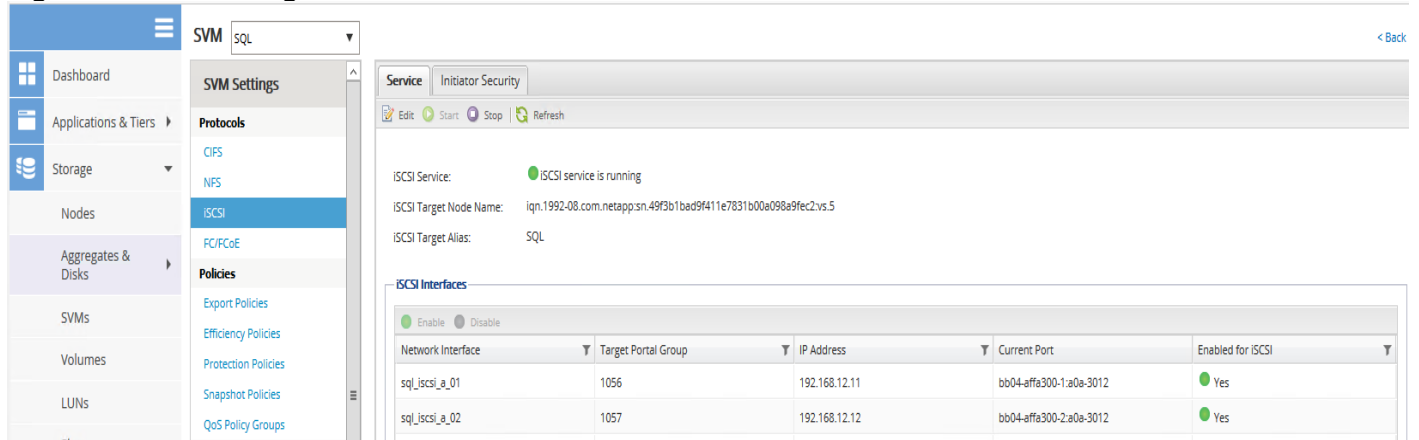 SVM SQL
< Back
Dashboard
Applications & Tiers
Storage
Nodes
Aggregates &
Disks
SVMs
Volumes
LUNs
SVM Settings
Protocols
CIFS
NFS
iSCSI
FC/FCoE
Policies
Export Policies
Efficiency Policies
Protection Policies
Snapshot Policies
QoS Policy Groups
Service Initiator Security
Edit Start Stop Refresh
iSCSI Service: iSCSI service is running
iSCSI Target Node Name: iqn.1992-08.com.netapp:sn.49f3b1bad9f411e7831b00a098a9fec2:vs.5
iSCSI Target Alias: SQL
iSCSI Interfaces
Enable Disable
Network Interface Target Portal Group IP Address Current Port Enabled for iSCSI
sql_iscsi_a_01 1056 192.168.12.11 bb04-affa300-1:a0a-3012 Yes
sql_iscsi_a_02 1057 192.168.12.12 bb04-affa300-2:a0a-3012 Yes